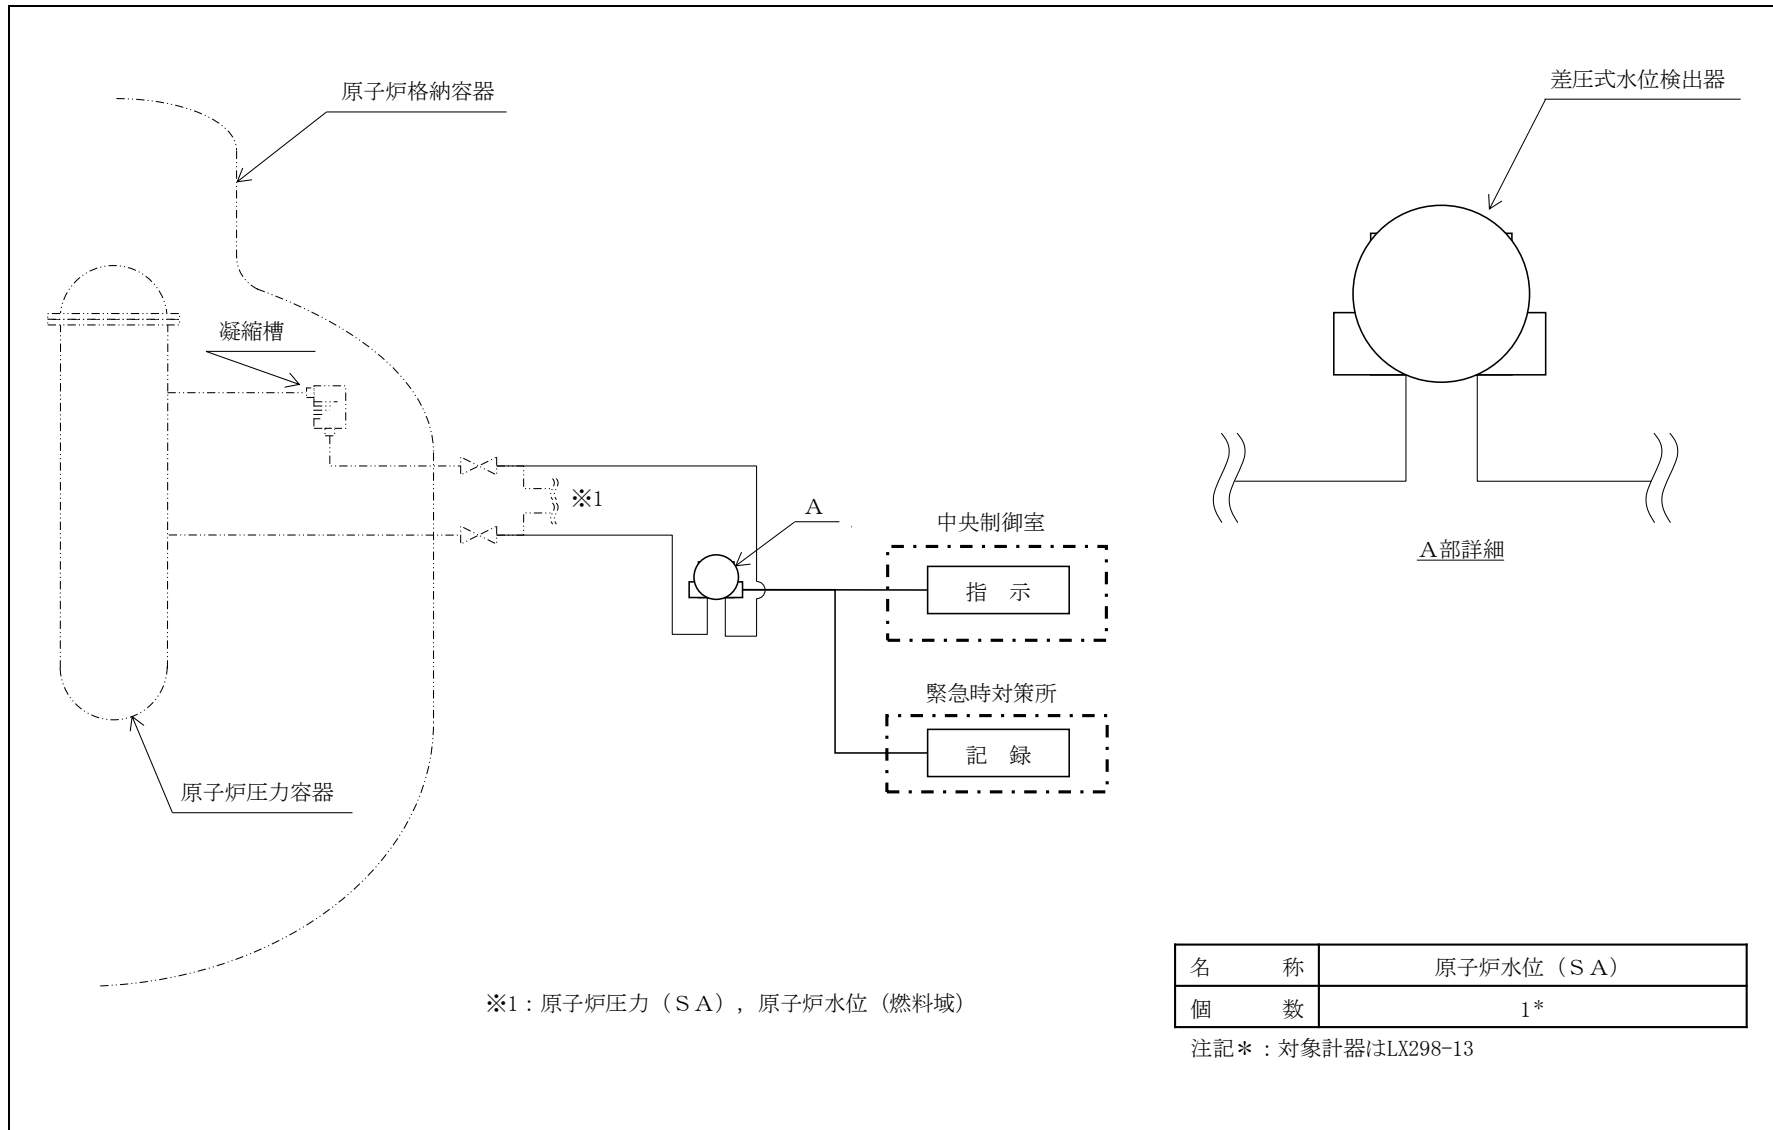 原子炉格納容器
差圧式水位検出器
凝縮槽
※1
A
中央制御室
指　示
A部詳細
緊急時対策所
記　録
原子炉圧力容器
※1：原子炉圧力（ＳＡ），原子炉水位（燃料域）
名　称　原子炉水位（ＳＡ）
個　数　1*
注記＊：対象計器はLX298-13